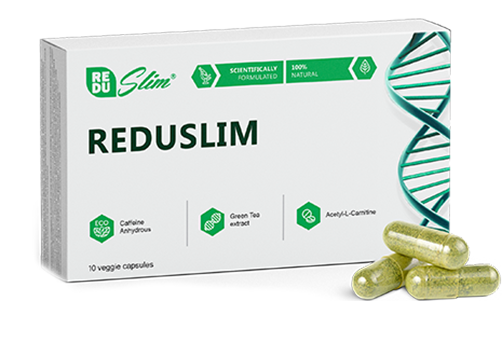 RE
DU
Slim®
SCIENTIFICALLY
FORMULATED
100%
NATURAL
REDUSLIM
ECO
Caffeine
Anhydrous
Green Tea
extract
Acetyl-L-Carnitine
10 veggie capsules